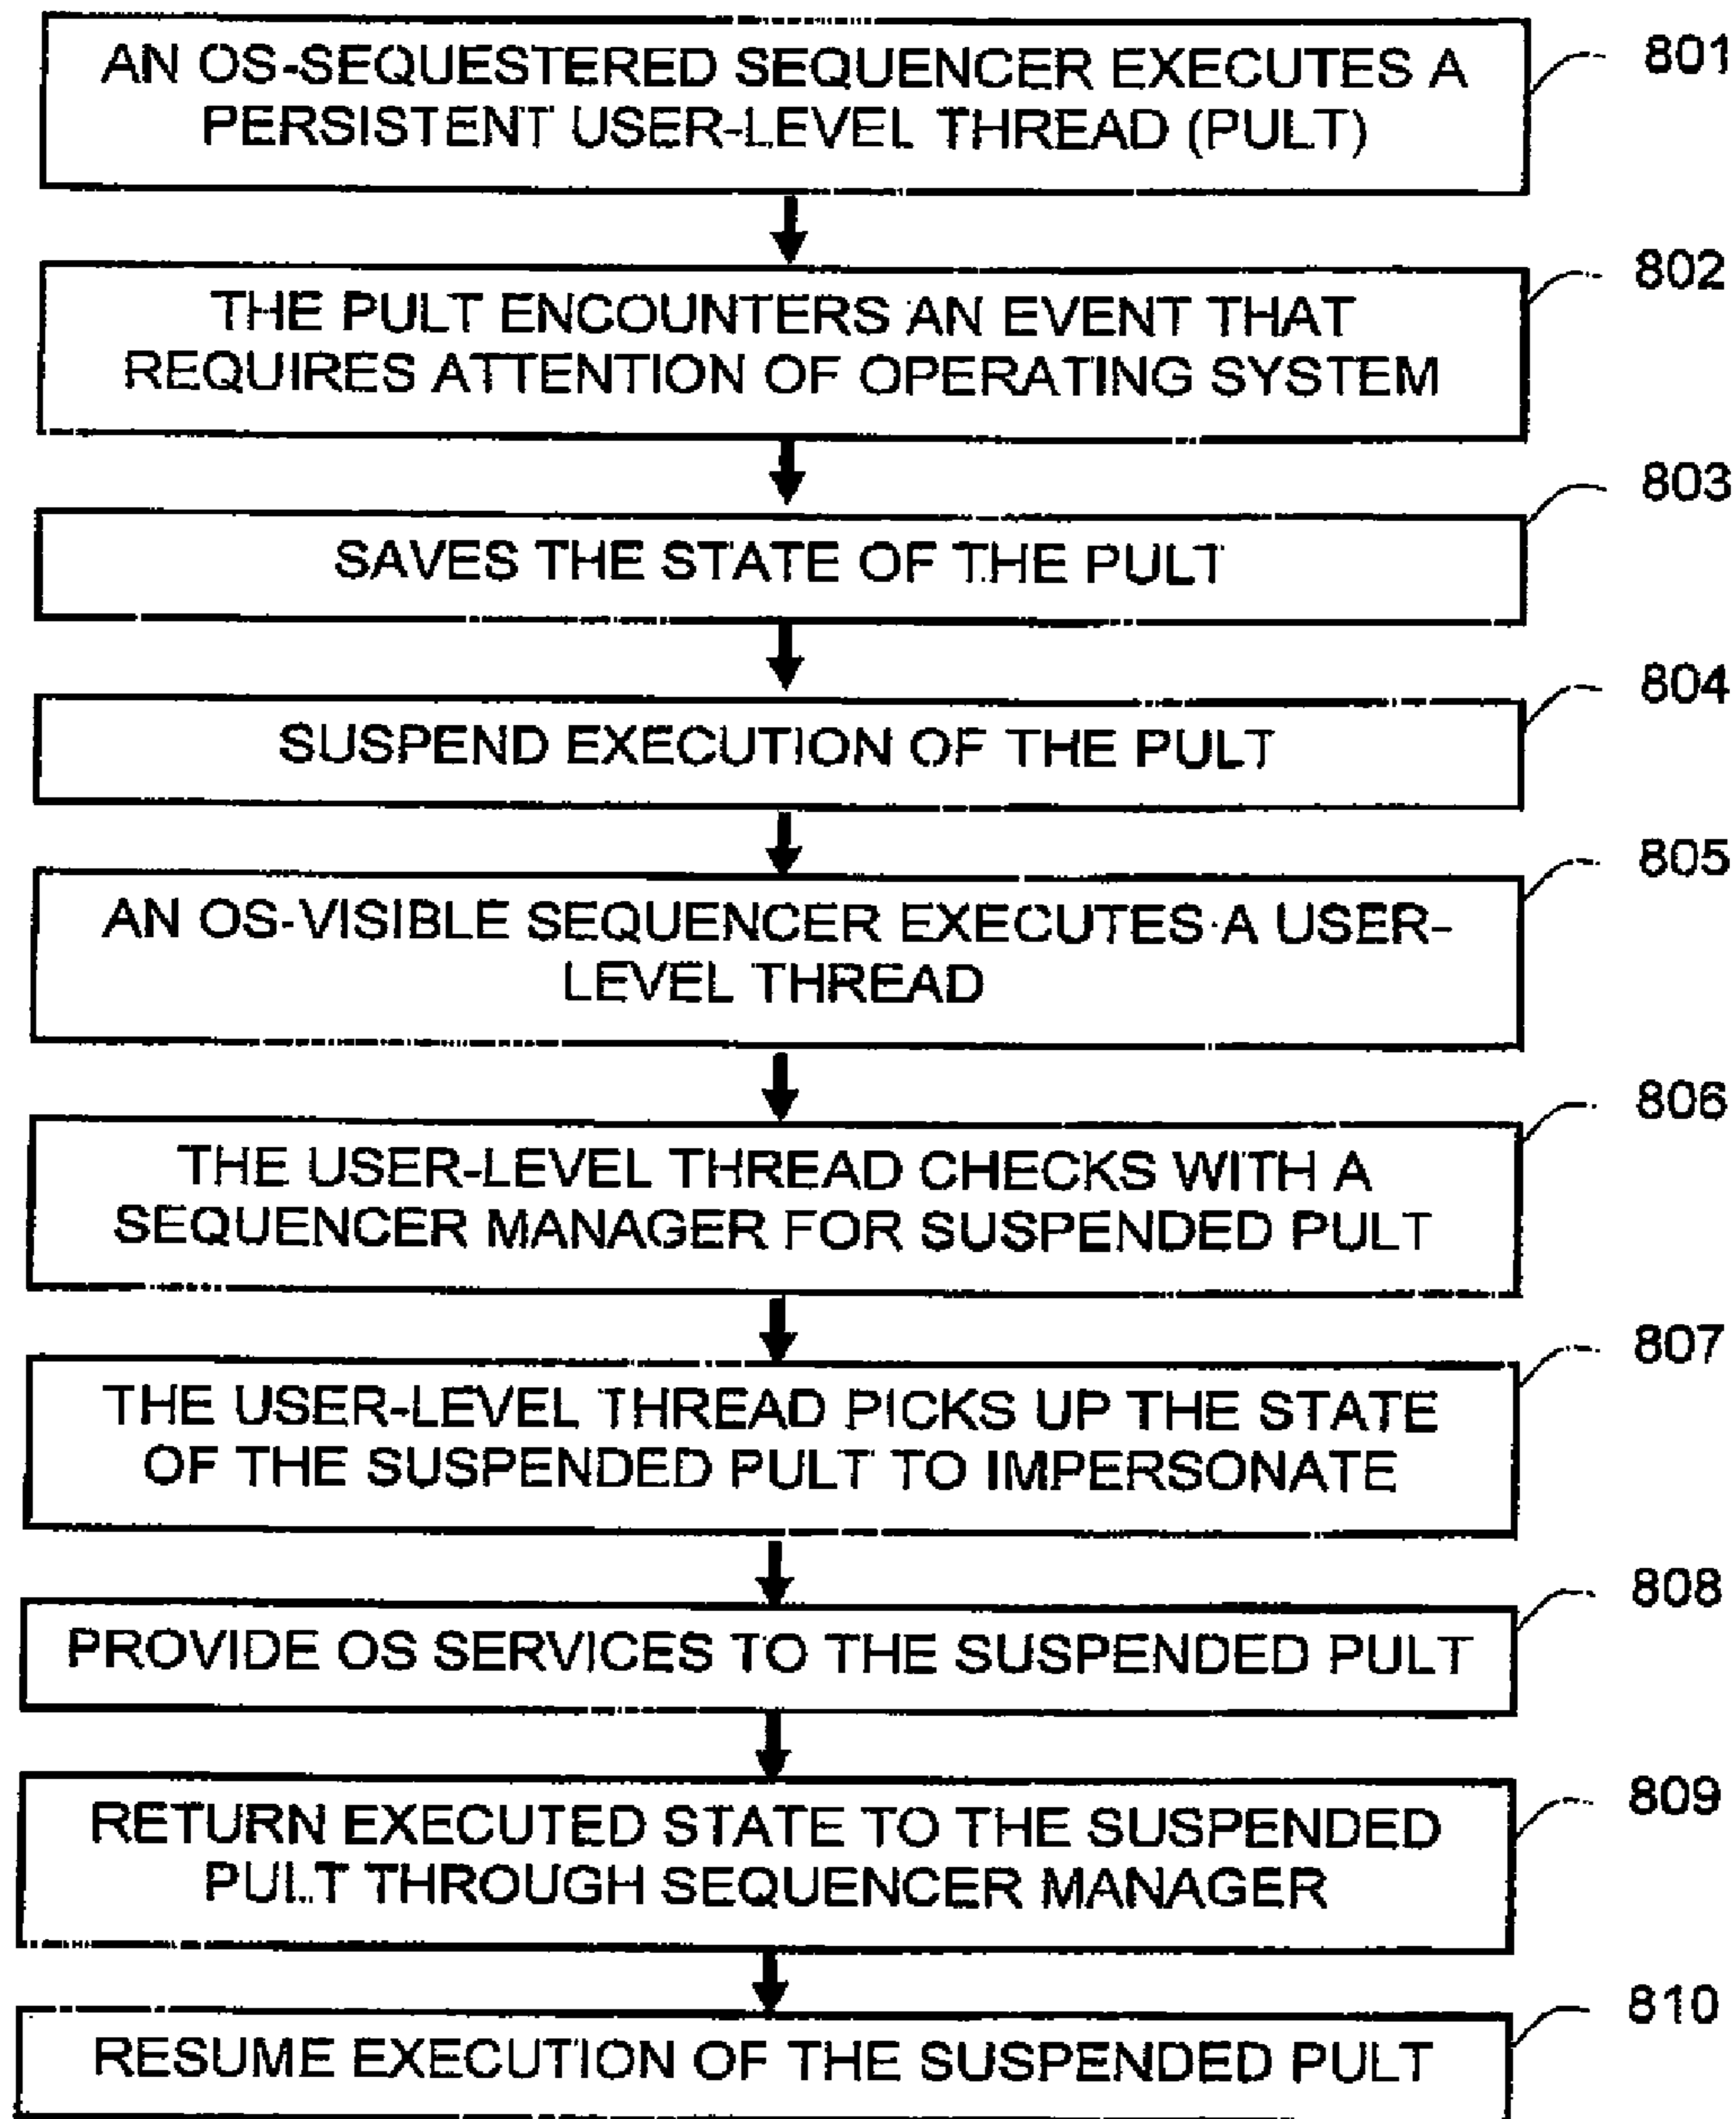 AN OS-SEQUESTERED SEQUENCER EXECUTES A
PERSISTENT USER-LEVEL THREAD (PULT)
801
THE PULT ENCOUNTERS AN EVENT THAT
REQUIRES ATTENTION OF OPERATING SYSTEM
802
SAVES THE STATE OF THE PULT
803
SUSPEND EXECUTION OF THE PULT
804
AN OS-VISIBLE SEQUENCER EXECUTES A USER-
LEVEL THREAD
805
THE USER-LEVEL THREAD CHECKS WITH A
SEQUENCER MANAGER FOR SUSPENDED PULT
806
THE USER-LEVEL THREAD PICKS UP THE STATE
OF THE SUSPENDED PULT TO IMPERSONATE
807
PROVIDE OS SERVICES TO THE SUSPENDED PULT
808
RETURN EXECUTED STATE TO THE SUSPENDED
PULT THROUGH SEQUENCER MANAGER
809
RESUME EXECUTION OF THE SUSPENDED PULT
810